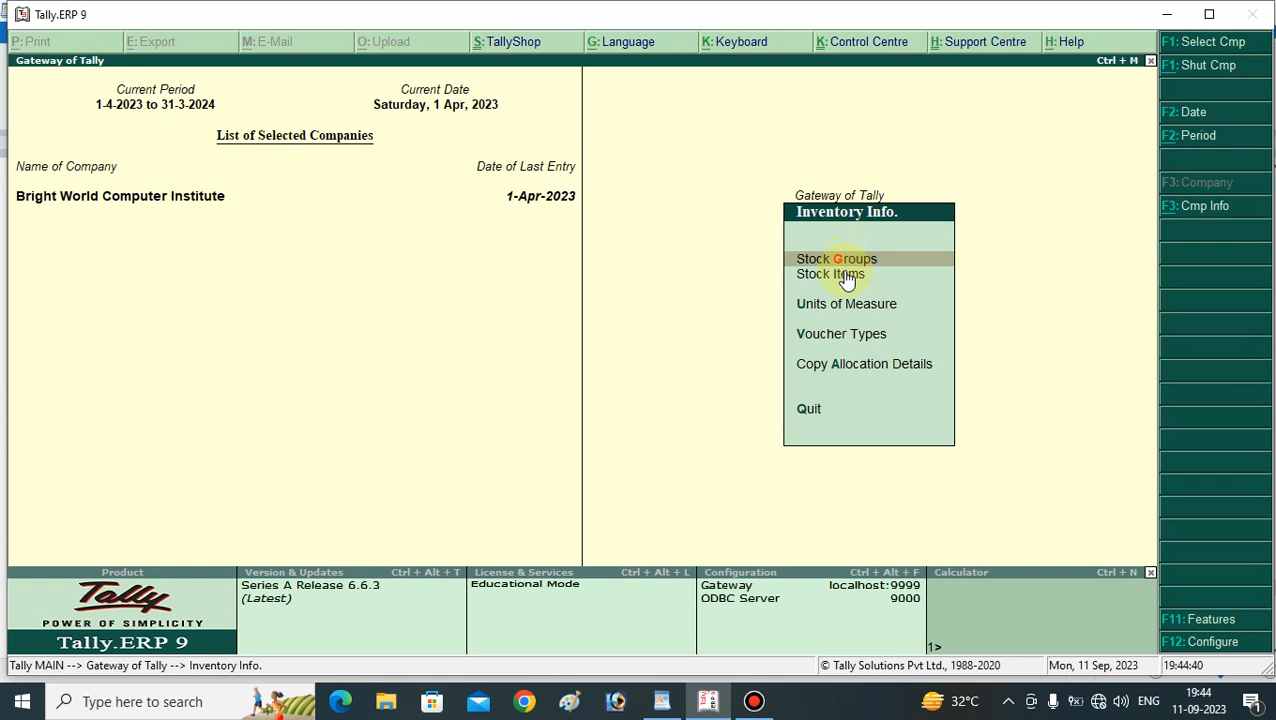 Tally.ERP 9
P: Print
E: Export
M: E-Mail
O: Upload
S: TallyShop
G: Language
K: Keyboard
K: Control Centre
H: Support Centre
H: Help
Gateway of Tally
Ctrl + M
Current Period
1-4-2023 to 31-3-2024
Current Date
Saturday, 1 Apr, 2023
List of Selected Companies
Name of Company
Date of Last Entry
Bright World Computer Institute
1-Apr-2023
Gateway of Tally
Inventory Info.
Stock Groups
Stock Items
Units of Measure
Voucher Types
Copy Allocation Details
Quit
F1: Select Cmp
F1: Shut Cmp
F2: Date
F2: Period
F3: Company
F3: Cmp Info
F11: Features
F12: Configure
Product
Tally
POWER OF SIMPLICITY
Tally.ERP 9
Version & Updates
Ctrl + Alt + T
Series A Release 6.6.3
(Latest)
License & Services
Ctrl + Alt + L
Educational Mode
Configuration
Ctrl + Alt + F
Gateway
localhost:9999
ODBC Server
9000
Calculator
Ctrl + N
1>
Tally MAIN --> Gateway of Tally --> Inventory Info.
© Tally Solutions Pvt Ltd., 1988-2020
Mon, 11 Sep, 2023
19:44:40
Type here to search
32°C
ENG
19:44
11-09-2023
1